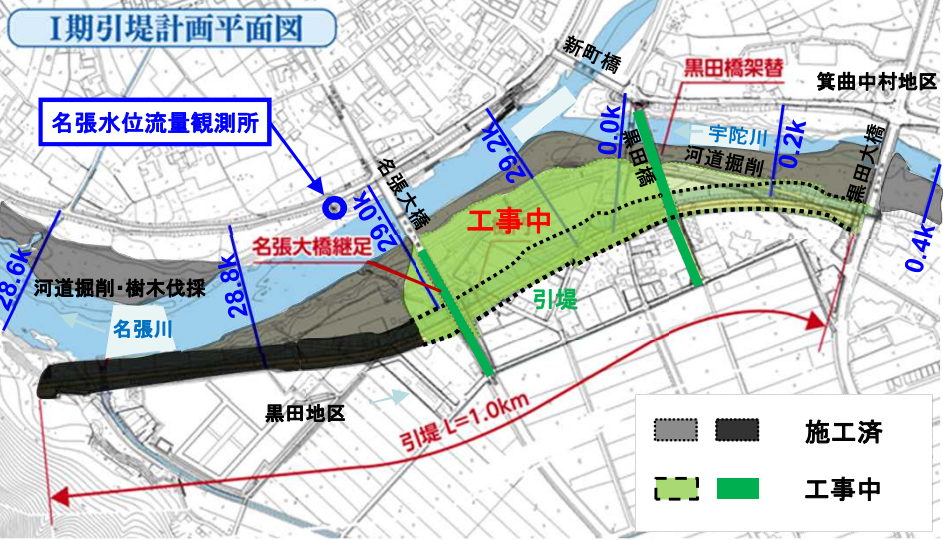 Ⅰ期引堤計画平面図
新町橋
黒田橋架替
箕曲中村地区
名張水位流量観測所
29.2k
0.0k
黒田橋
宇陀川
河道掘削
0.2k
黒田大橋
名張大橋
29.0k
工事中
0.4k
名張大橋継足
28.6k
河道掘削・樹木伐採
28.8k
引堤
名張川
黒田地区
引堤 L=1.0km
施工済
工事中